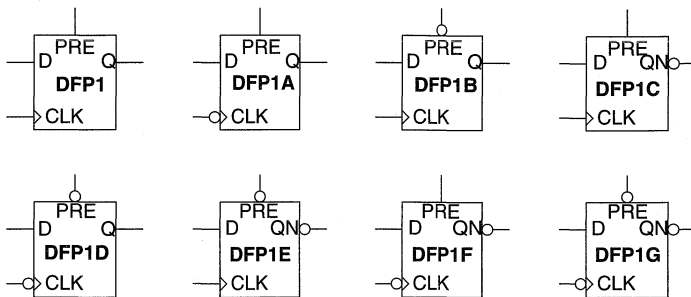 PRE PRE PRE PRE
D Q D Q D Q D QN
DFP1 DFP1A DFP1B DFP1C
CLK CLK CLK CLK
PRE PRE PRE PRE
D Q D QN D QN D QN
DFP1D DFP1E DFP1F DFP1G
CLK CLK CLK CLK